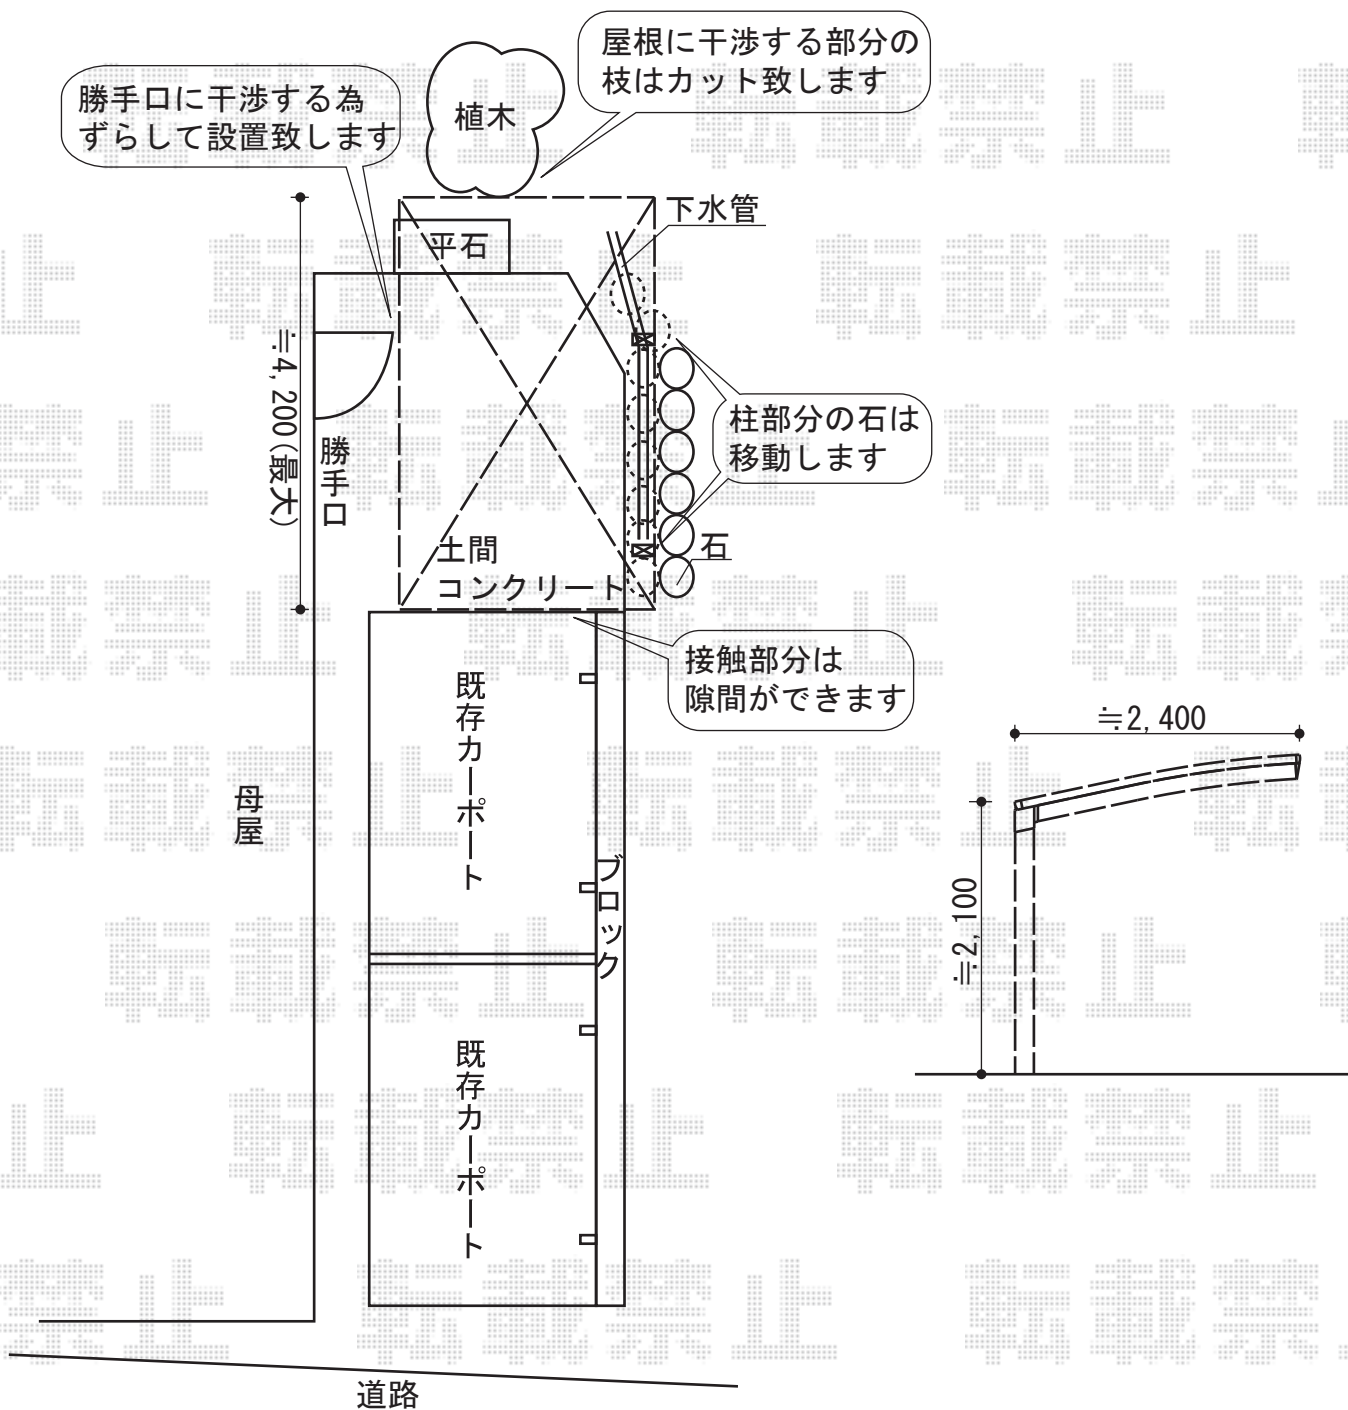 屋根に干渉する部分の
枝はカット致します
勝手口に干渉する為
ずらして設置致します
植木
下水管
平石
≒4,200(最大)
勝手口
柱部分の石は
移動します
土間
コンクリート
石
接触部分は
隙間ができます
既存カーポート
≒2,400
母屋
ブロック
≒2,100
既存カーポート
道路
転載禁止